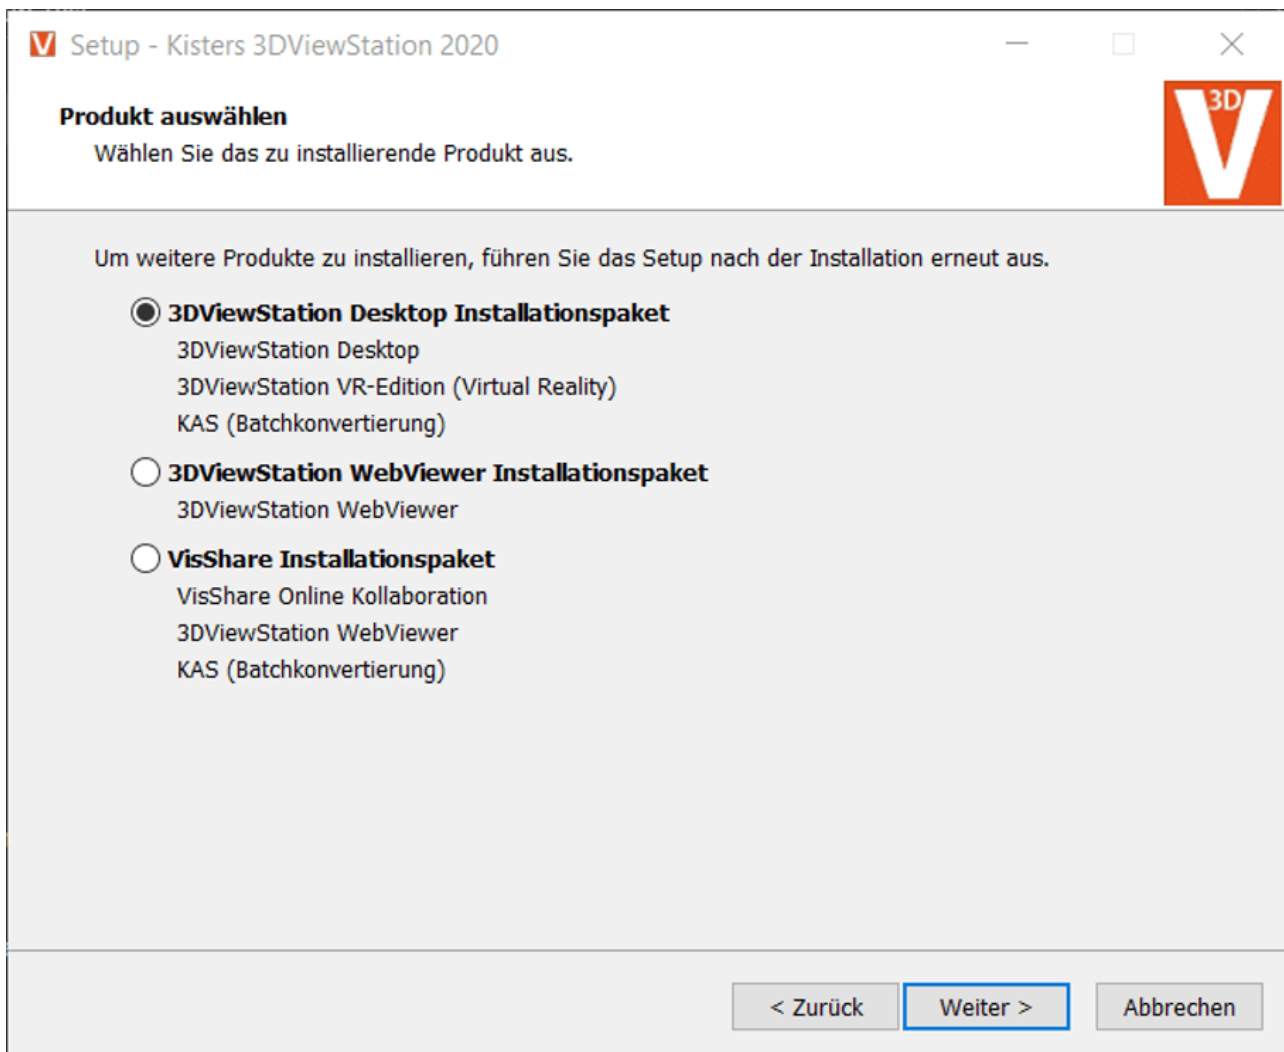 Setup - Kisters 3DViewStation 2020
Produkt auswählen
Wählen Sie das zu installierende Produkt aus.
3D
V
Um weitere Produkte zu installieren, führen Sie das Setup nach der Installation erneut aus.
3DViewStation Desktop Installationspaket
3DViewStation Desktop
3DViewStation VR-Edition (Virtual Reality)
KAS (Batchkonvertierung)
3DViewStation WebViewer Installationspaket
3DViewStation WebViewer
VisShare Installationspaket
VisShare Online Kollaboration
3DViewStation WebViewer
KAS (Batchkonvertierung)
< Zurück Weiter > Abbrechen